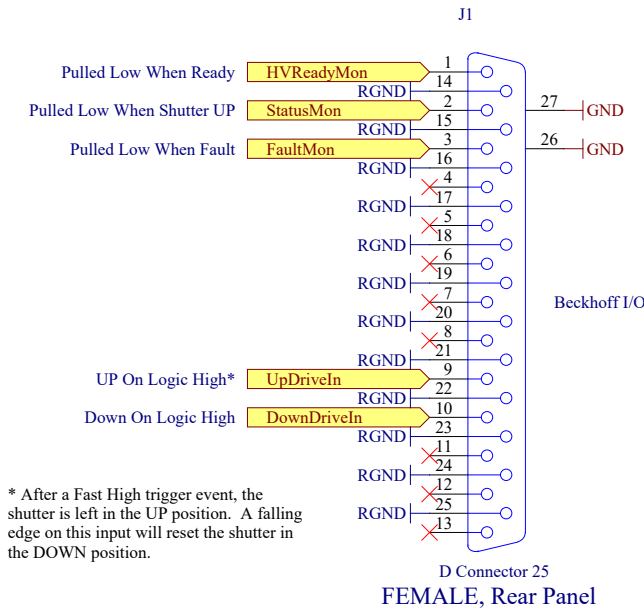 J1
Pulled Low When Ready HVReadyMon 1
RGND 14
Pulled Low When Shutter UP StatusMon 2 27 GND
RGND 15
Pulled Low When Fault FaultMon 3 26 GND
RGND 16
4
RGND 17
5
RGND 18
6
RGND 19
7 Beckhoff I/O
RGND 20
8
RGND 21
UP On Logic High* UpDriveIn 9
RGND 22
Down On Logic High DownDriveIn 10
RGND 23
11
RGND 24
12
RGND 25
13
* After a Fast High trigger event, the
shutter is left in the UP position. A falling
edge on this input will reset the shutter in
the DOWN position.
D Connector 25
FEMALE, Rear Panel